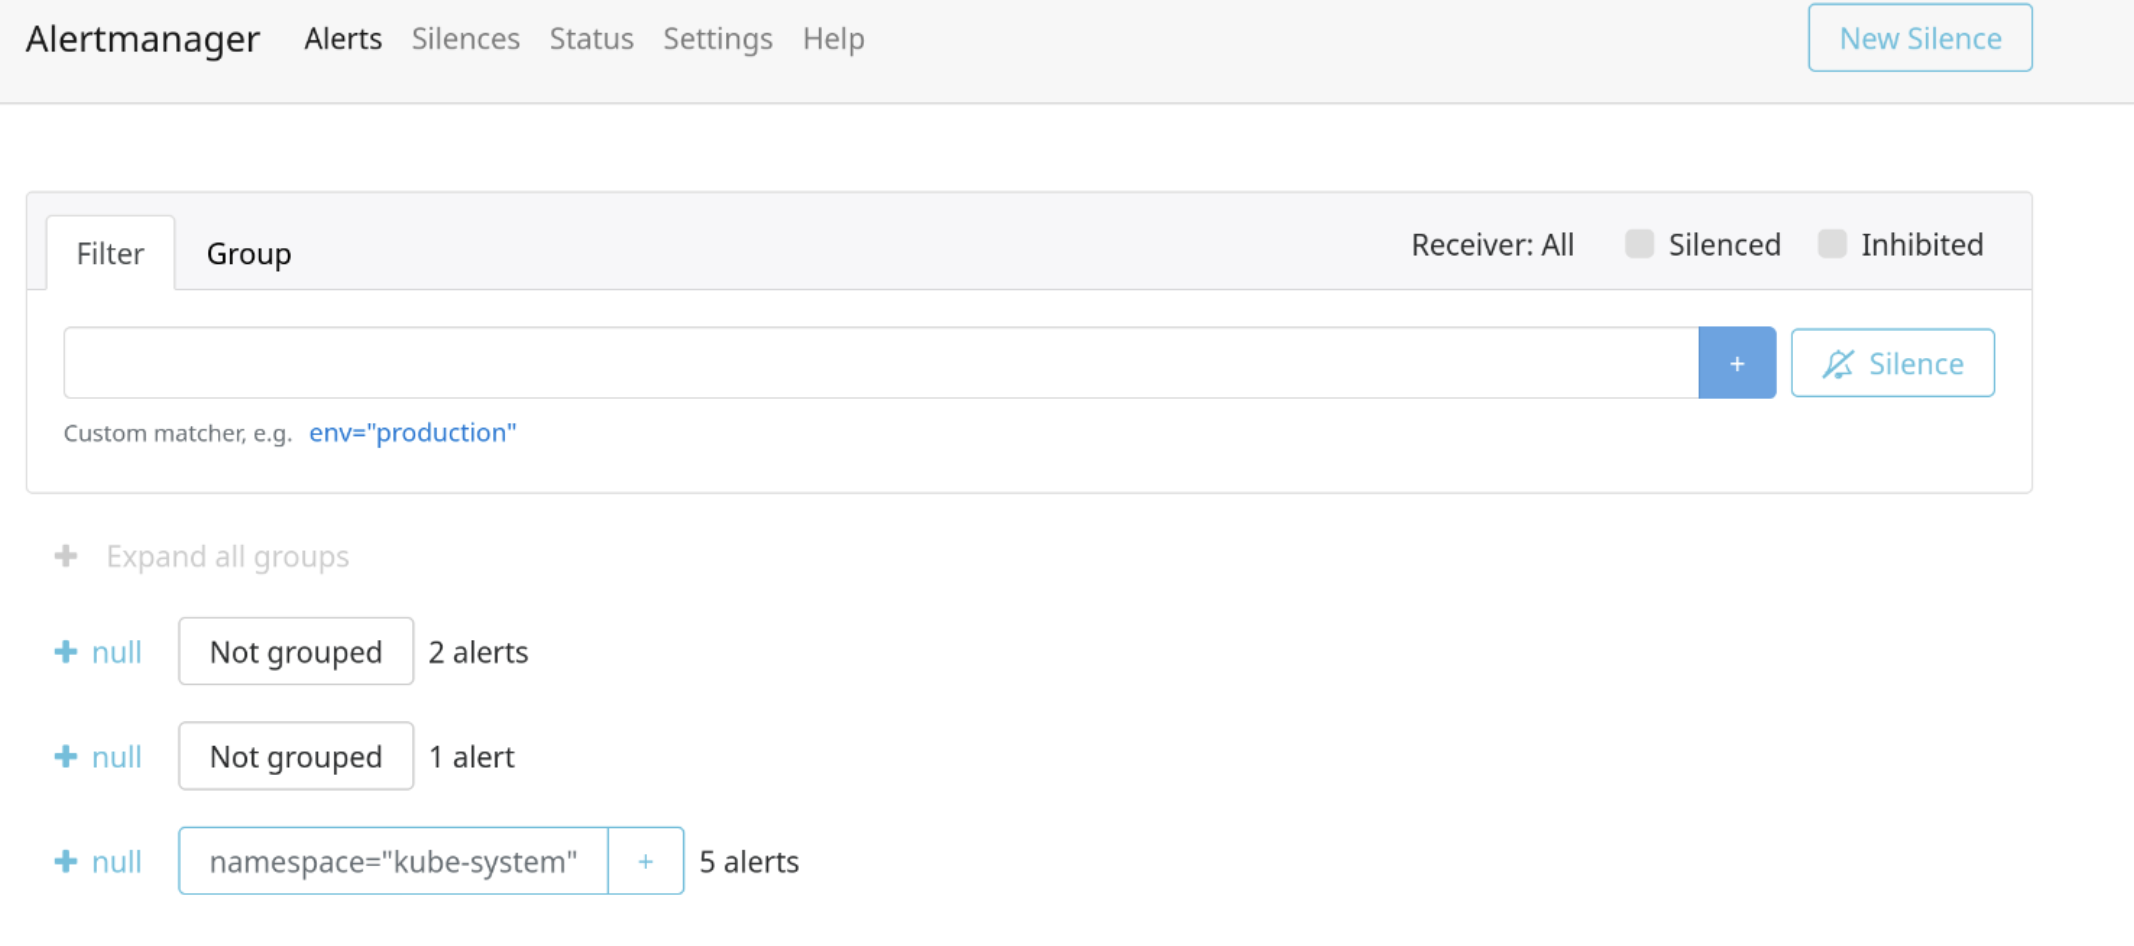 Alertmanager Alerts Silences Status Settings Help New Silence
Filter Group Receiver: All Silenced Inhibited
+ Silence
Custom matcher, e.g. env="production"
+ Expand all groups
+ null Not grouped 2 alerts
+ null Not grouped 1 alert
+ null namespace="kube-system" + 5 alerts